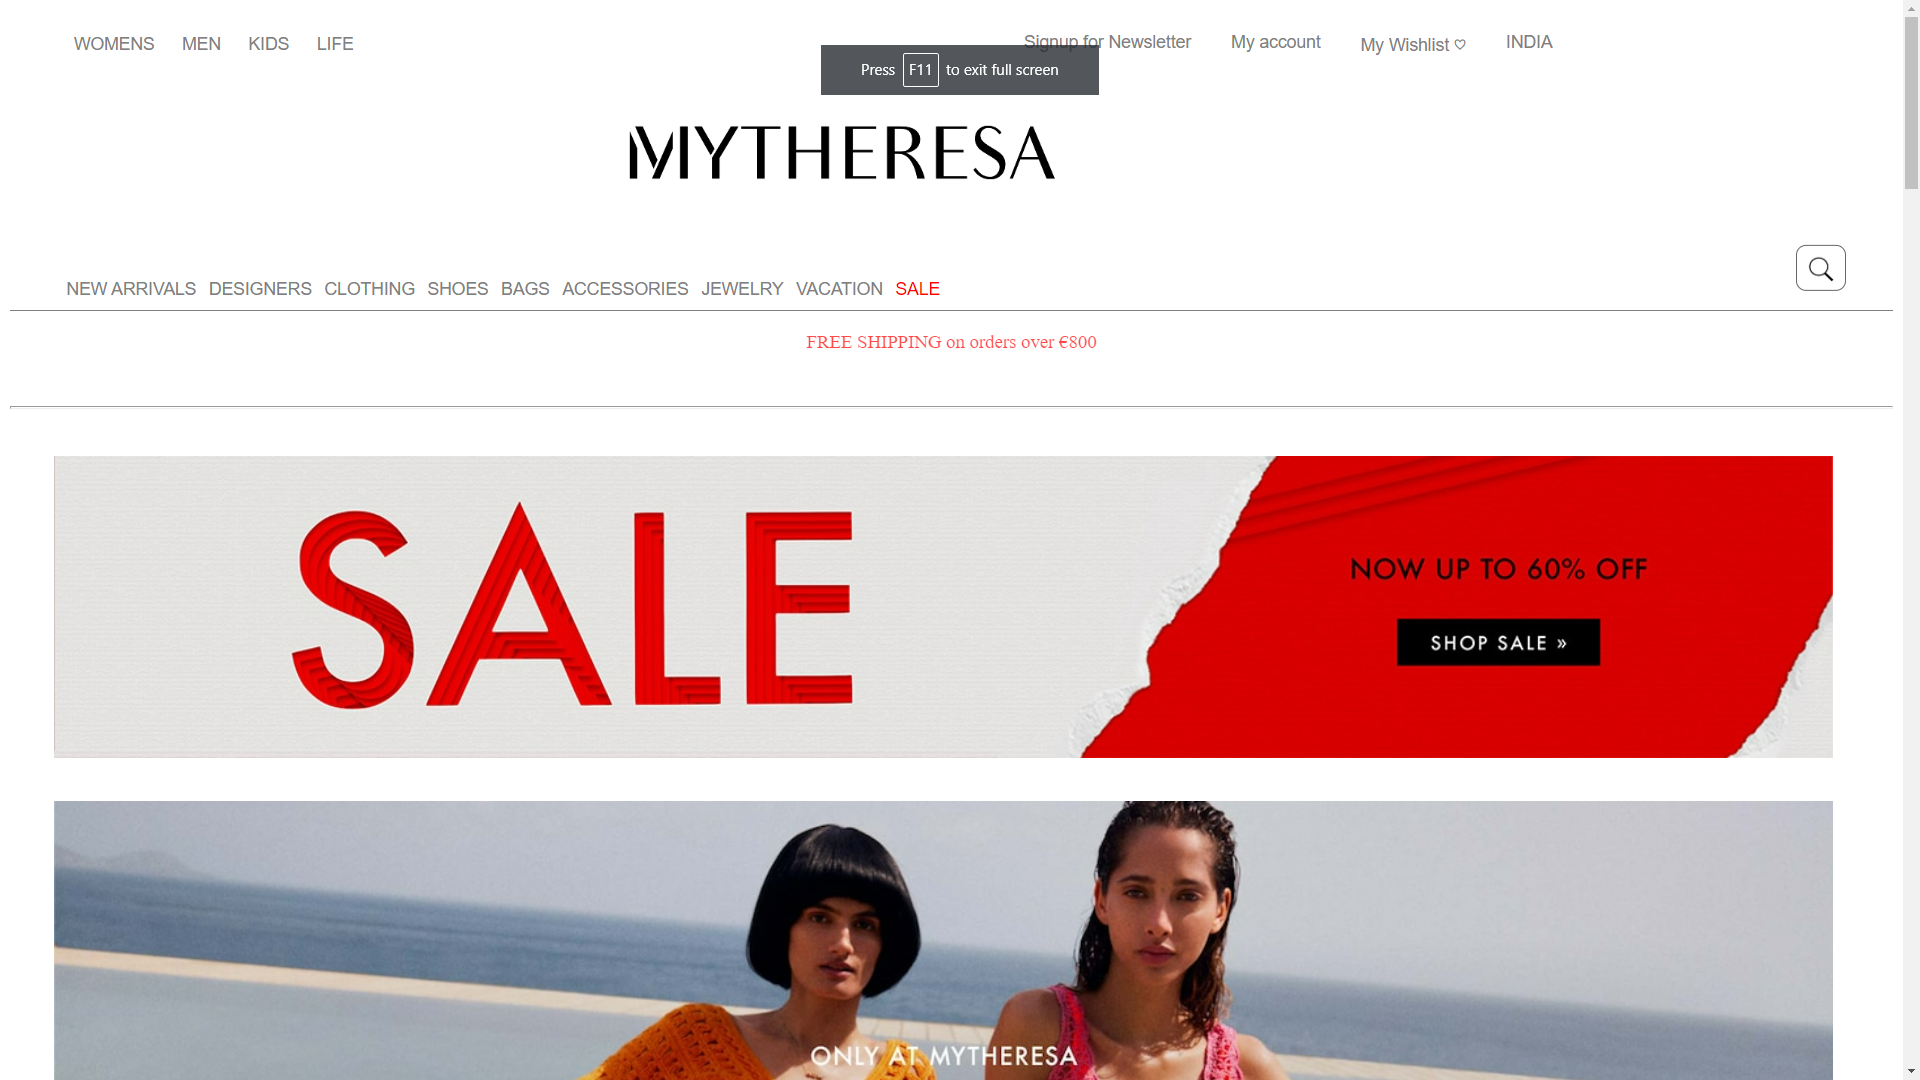 WOMENS MEN KIDS LIFE
Signup for Newsletter My account My Wishlist ♡ INDIA
Press F11 to exit full screen
MYTHERESA
NEW ARRIVALS DESIGNERS CLOTHING SHOES BAGS ACCESSORIES JEWELRY VACATION SALE
FREE SHIPPING on orders over €800
SALE
NOW UP TO 60% OFF
SHOP SALE »
ONLY AT MYTHERESA